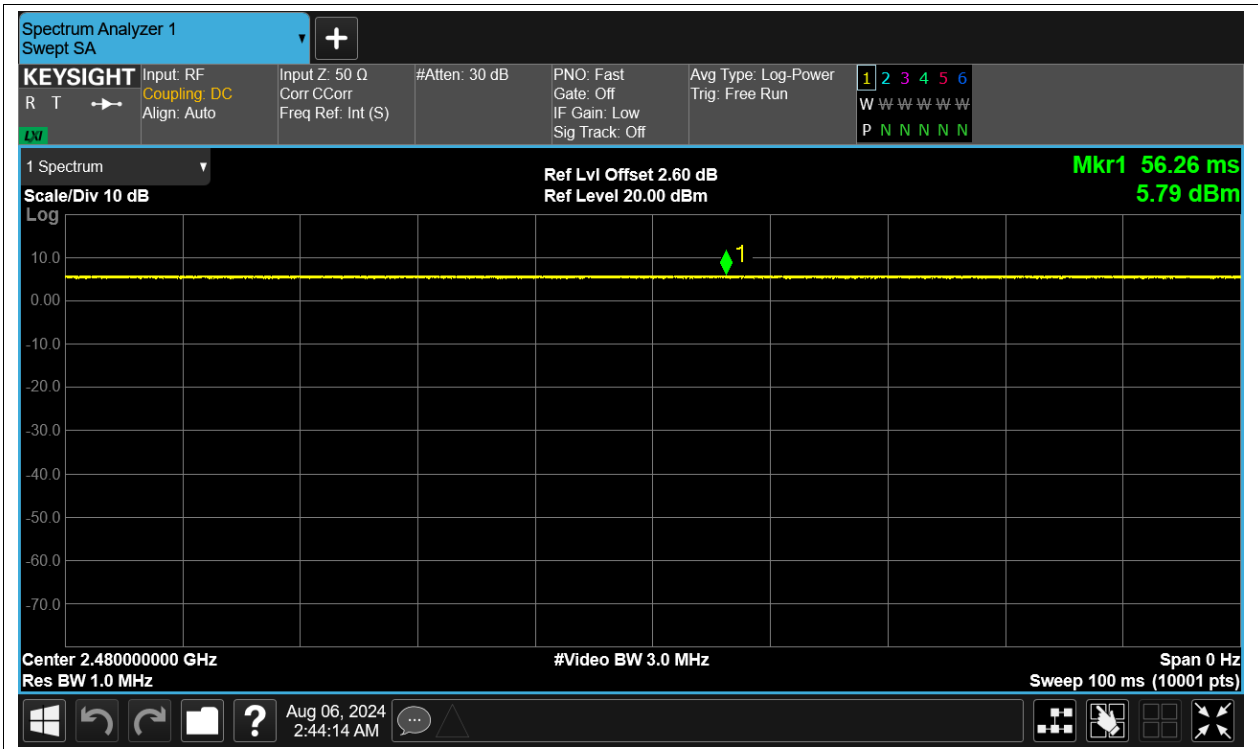 Spectrum Analyzer 1
Swept SA
+
KEYSIGHT
R T
LXI
Input: RF
Coupling: DC
Align: Auto
Input Z: 50 Ω
Corr CCorr
Freq Ref: Int (S)
#Atten: 30 dB
PNO: Fast
Gate: Off
IF Gain: Low
Sig Track: Off
Avg Type: Log-Power
Trig: Free Run
1 2 3 4 5 6
W W W W W W
P N N N N N
1 Spectrum
Scale/Div 10 dB
Log
Ref Lvl Offset 2.60 dB
Ref Level 20.00 dBm
Mkr1 56.26 ms
5.79 dBm
1
10.0
0.00
-10.0
-20.0
-30.0
-40.0
-50.0
-60.0
-70.0
Center 2.480000000 GHz
Res BW 1.0 MHz
#Video BW 3.0 MHz
Span 0 Hz
Sweep 100 ms (10001 pts)
?
Aug 06, 2024
2:44:14 AM